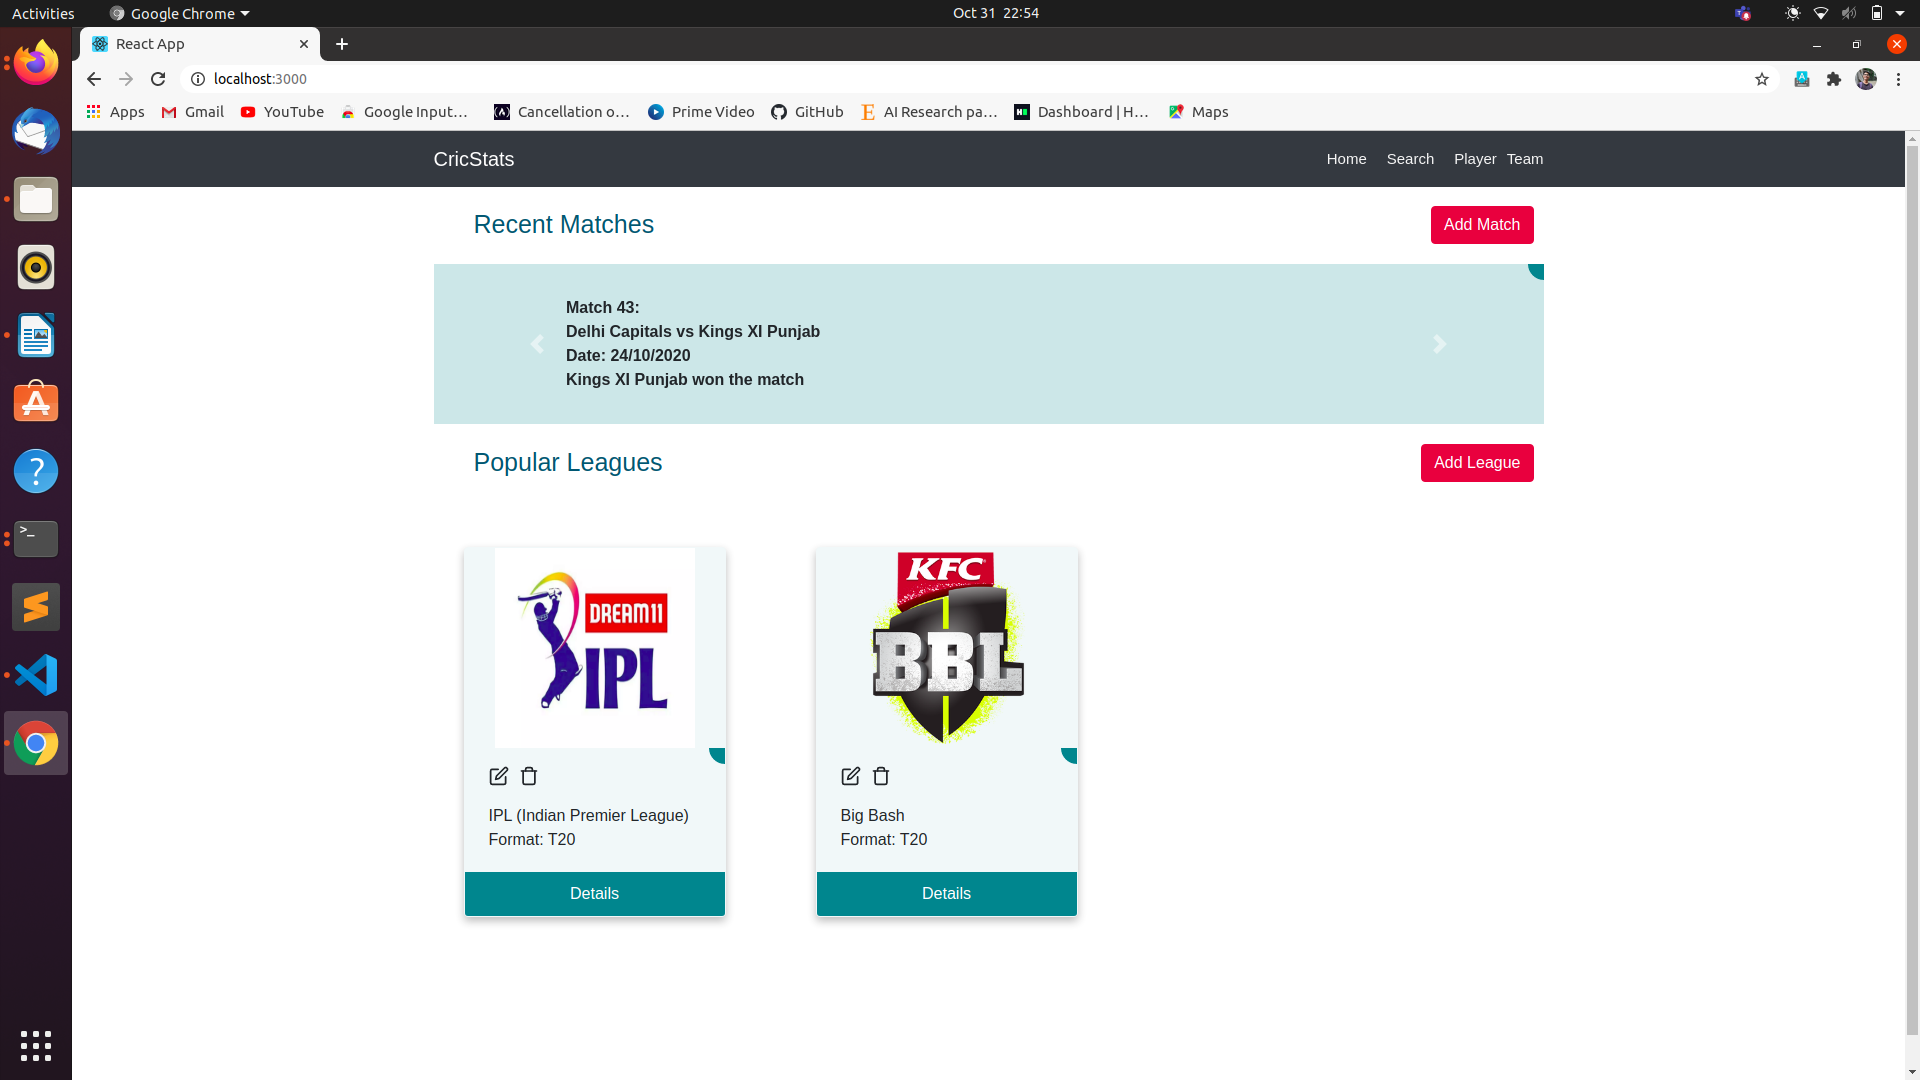 Activities
Google Chrome
Oct 31 22:54
React App
localhost:3000
Apps
Gmail
YouTube
Google Input…
Cancellation o…
Prime Video
GitHub
AI Research pa…
Dashboard | H…
Maps
CricStats
Home
Search
Player
Team
Recent Matches
Add Match
Match 43:
Delhi Capitals vs Kings XI Punjab
Date: 24/10/2020
Kings XI Punjab won the match
Popular Leagues
Add League
DREAM11
IPL
KFC
BBL
IPL (Indian Premier League)
Format: T20
Details
Big Bash
Format: T20
Details